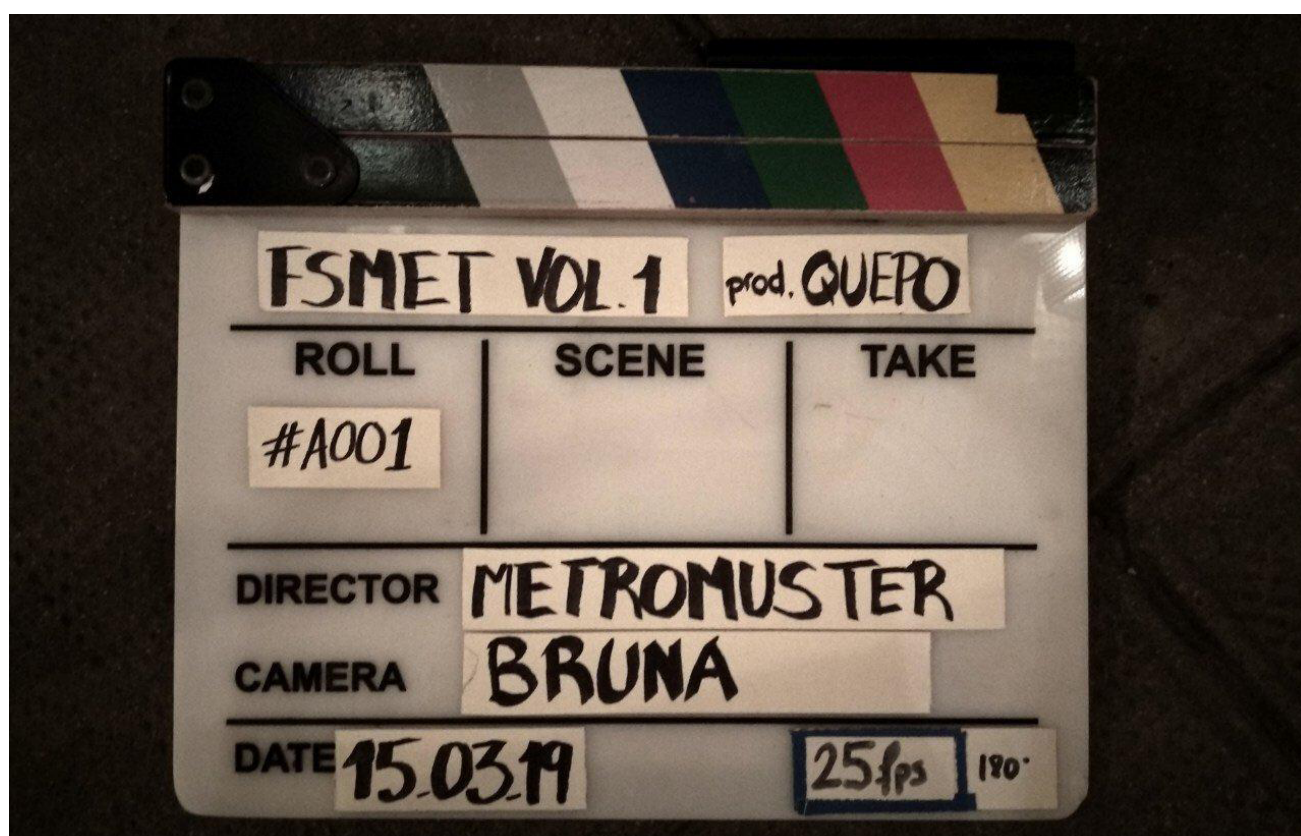 FSMET VOL.1 prod. QUEPO
ROLL SCENE TAKE
#A001
DIRECTOR METROMUSTER
CAMERA BRUNA
DATE 15.03.19 25fps 180°